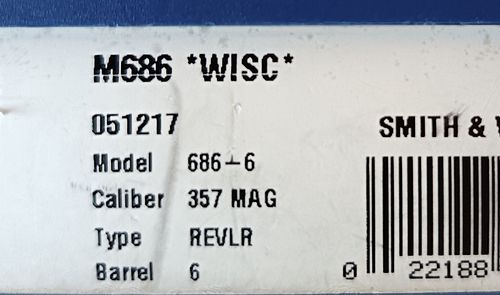 M686 *WISC*
051217
SMITH &
Model 686-6
Caliber 357 MAG
Type REVLR
Barrel 6
0 22188